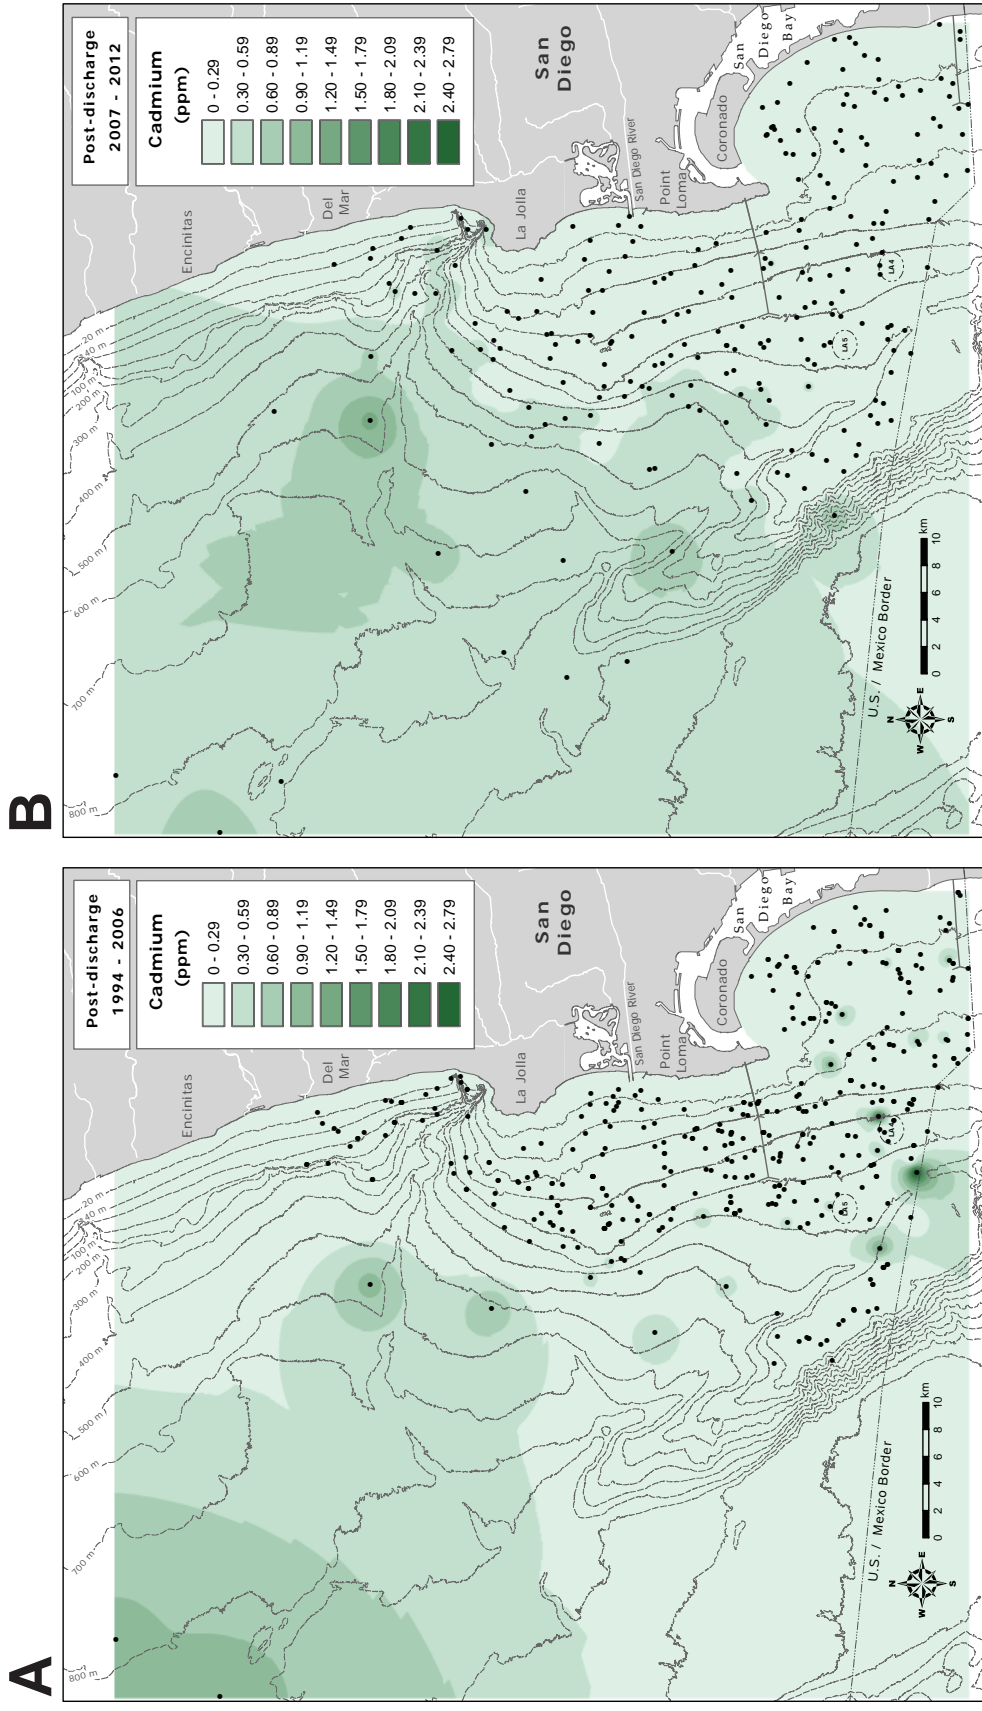 A
Post-discharge
1994 - 2006
Cadmium
(ppm)
0 - 0.29
0.30 - 0.59
0.60 - 0.89
0.90 - 1.19
1.20 - 1.49
1.50 - 1.79
1.80 - 2.09
2.10 - 2.39
2.40 - 2.79
Encinitas
Del
Mar
La Jolla
San
Diego
San Diego River
Point
Loma
Coronado
San
Diego
Bay
20 m
40 m
100 m
200 m
300 m
400 m
500 m
600 m
700 m
800 m
LA5
LA4
U.S. / Mexico Border
N
W E
S
0 2 4 6 8 10
km
B
Post-discharge
2007 - 2012
Cadmium
(ppm)
0 - 0.29
0.30 - 0.59
0.60 - 0.89
0.90 - 1.19
1.20 - 1.49
1.50 - 1.79
1.80 - 2.09
2.10 - 2.39
2.40 - 2.79
Encinitas
Del
Mar
La Jolla
San
Diego
San Diego River
Point
Loma
Coronado
San
Diego
Bay
20 m
40 m
100 m
200 m
300 m
400 m
500 m
600 m
700 m
800 m
LA5
LA4
U.S. / Mexico Border
N
W E
S
0 2 4 6 8 10
km